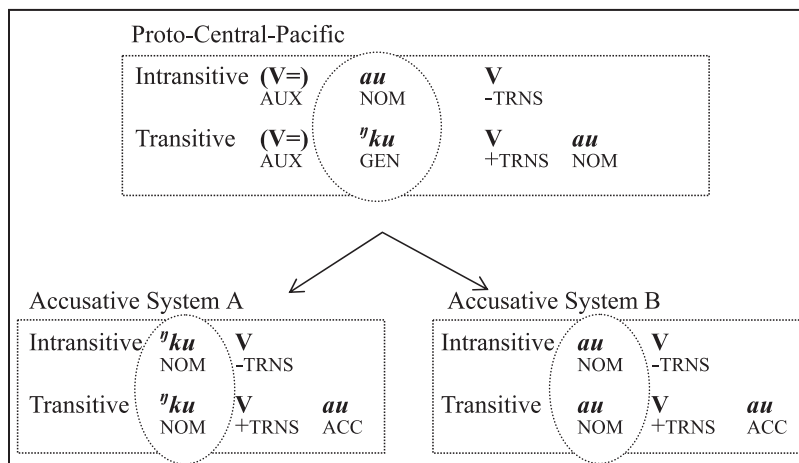 Proto-Central-Pacific
Intransitive (V=) au V
AUX NOM -TRNS
Transitive (V=) ᵑku V au
AUX GEN +TRNS NOM
Accusative System A
Intransitive ᵑku V
NOM -TRNS
Transitive ᵑku V au
NOM +TRNS ACC
Accusative System B
Intransitive au V
NOM -TRNS
Transitive au V au
NOM +TRNS ACC